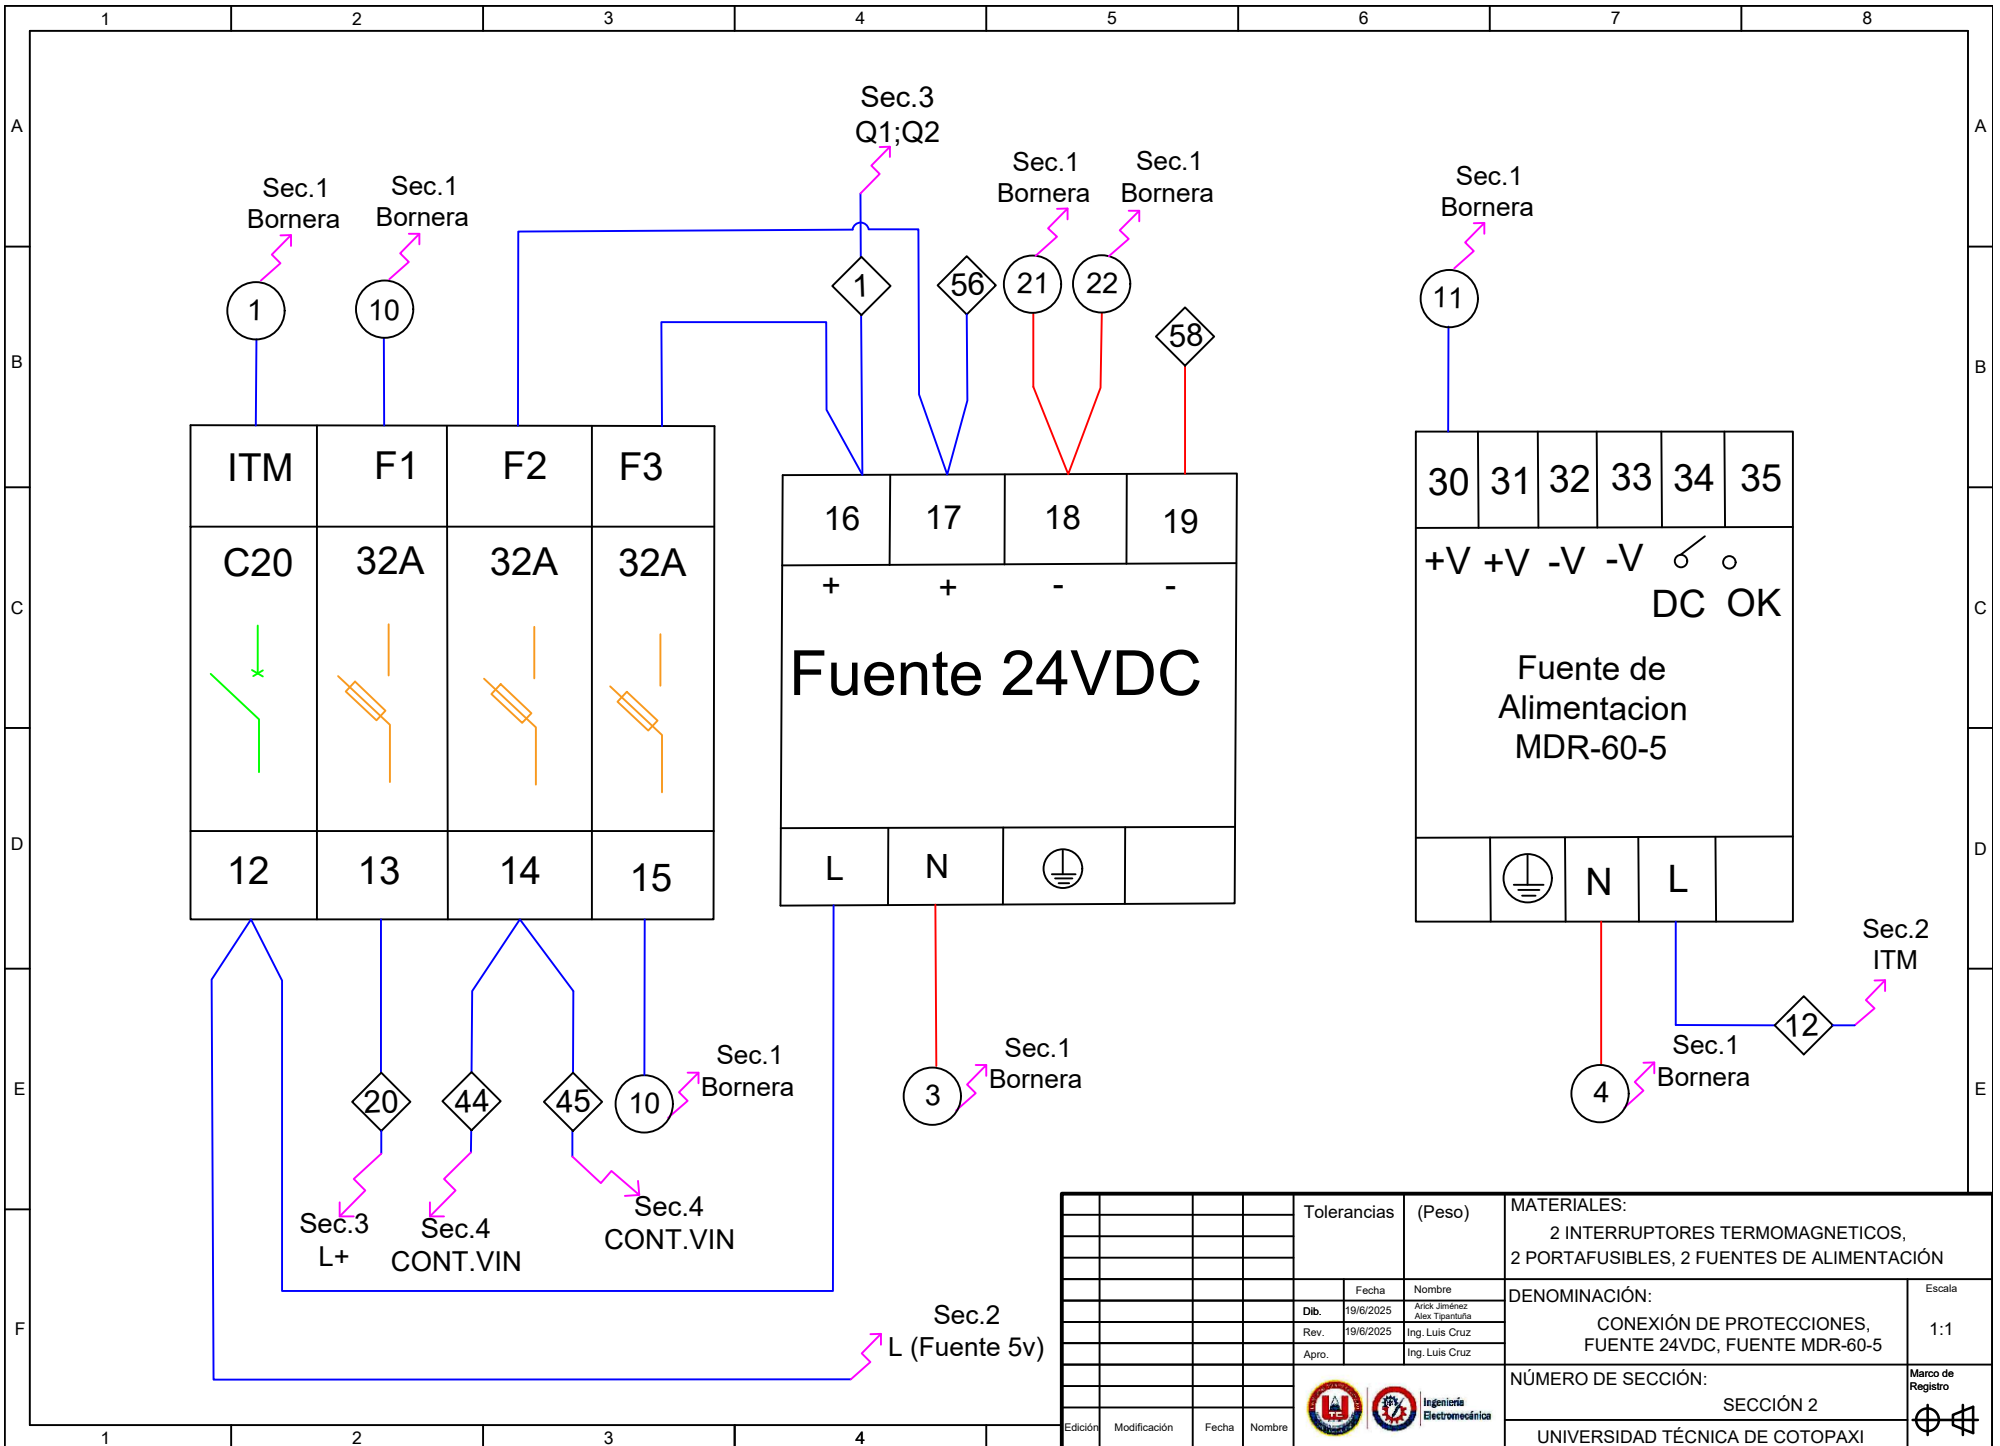 1 2 3 4 5 6 7 8
A A
B B
C C
D D
E E
F
1 2 3 4
Sec.1
Bornera
1
Sec.1
Bornera
10
Sec.3
Q1;Q2
1
56
Sec.1
Bornera
21
Sec.1
Bornera
22
58
Sec.1
Bornera
11
ITM F1 F2 F3
C20 32A 32A 32A
12 13 14 15
16 17 18 19
+ + - -
Fuente 24VDC
L N
30 31 32 33 34 35
+V +V -V -V
DC OK
Fuente de
Alimentacion
MDR-60-5
N L
Sec.2
ITM
12
20
44
45
10
Sec.1
Bornera
3
Sec.1
Bornera
4
Sec.1
Bornera
Sec.3
L+
Sec.4
CONT.VIN
Sec.4
CONT.VIN
Sec.2
L (Fuente 5v)
Tolerancias (Peso)
MATERIALES:
2 INTERRUPTORES TERMOMAGNETICOS,
2 PORTAFUSIBLES, 2 FUENTES DE ALIMENTACIÓN
Fecha Nombre
Dib. 19/6/2025 Arick Jiménez
Alex Tipantuña
Rev. 19/6/2025 Ing. Luis Cruz
Apro. Ing. Luis Cruz
DENOMINACIÓN:
CONEXIÓN DE PROTECCIONES,
FUENTE 24VDC, FUENTE MDR-60-5
Escala
1:1
NÚMERO DE SECCIÓN:
SECCIÓN 2
Marco de
Registro
UNIVERSIDAD TÉCNICA DE COTOPAXI
Edición Modificación Fecha Nombre
Ingeniería
Electromecánica